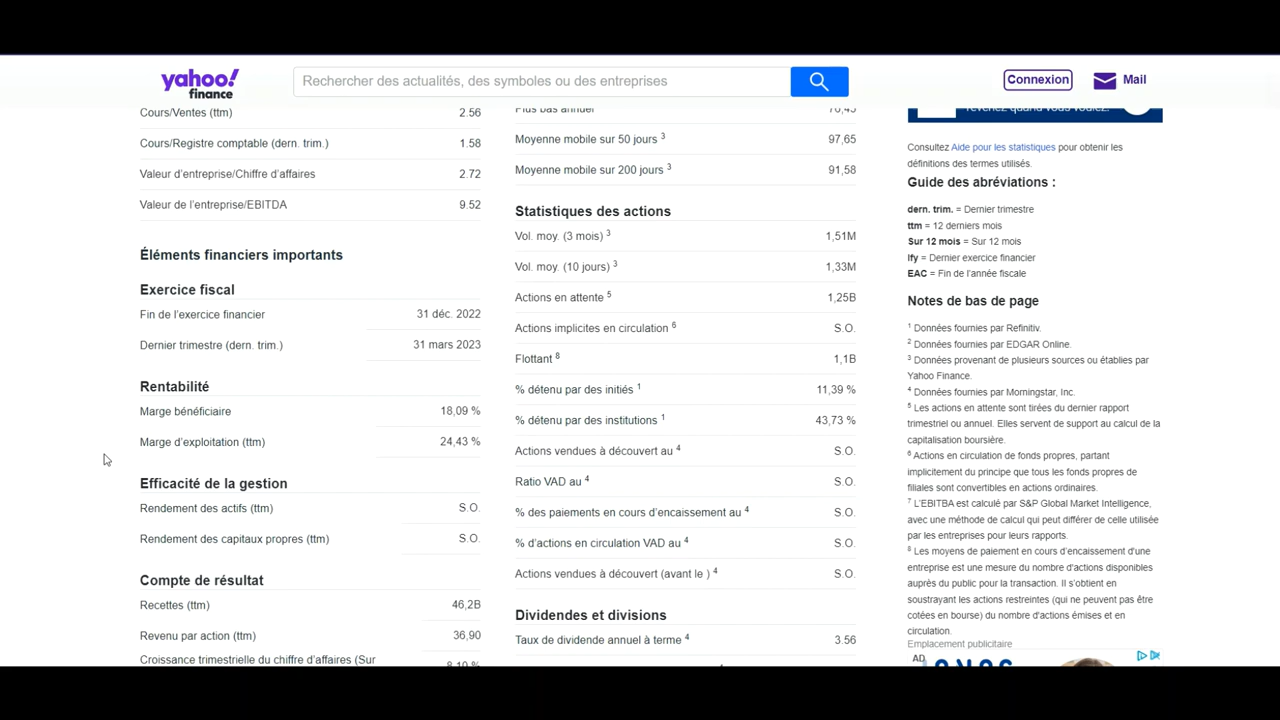 yahoo!
finance
Rechercher des actualités, des symboles ou des entreprises
Connexion
Mail
Cours/Ventes (ttm) 2.56
Cours/Registre comptable (dern. trim.) 1.58
Valeur d'entreprise/Chiffre d'affaires 2.72
Valeur de l'entreprise/EBITDA 9.52
Éléments financiers importants
Exercice fiscal
Fin de l'exercice financier 31 déc. 2022
Dernier trimestre (dern. trim.) 31 mars 2023
Rentabilité
Marge bénéficiaire 18,09 %
Marge d'exploitation (ttm) 24,43 %
Efficacité de la gestion
Rendement des actifs (ttm) S.O.
Rendement des capitaux propres (ttm) S.O.
Compte de résultat
Recettes (ttm) 46,2B
Revenu par action (ttm) 36,90
Croissance trimestrielle du chiffre d'affaires (Sur 8,10 %
Plus bas annuel 70,45
Moyenne mobile sur 50 jours 3 97,65
Moyenne mobile sur 200 jours 3 91,58
Statistiques des actions
Vol. moy. (3 mois) 3 1,51M
Vol. moy. (10 jours) 3 1,33M
Actions en attente 5 1,25B
Actions implicites en circulation 6 S.O.
Flottant 8 1,1B
% détenu par des initiés 1 11,39 %
% détenu par des institutions 1 43,73 %
Actions vendues à découvert au 4 S.O.
Ratio VAD au 4 S.O.
% des paiements en cours d'encaissement au 4 S.O.
% d'actions en circulation VAD au 4 S.O.
Actions vendues à découvert (avant le ) 4 S.O.
Dividendes et divisions
Taux de dividende annuel à terme 4 3.56
revenez quand vous voulez.
Consultez Aide pour les statistiques pour obtenir les
définitions des termes utilisés.
Guide des abréviations :
dern. trim. = Dernier trimestre
ttm = 12 derniers mois
Sur 12 mois = Sur 12 mois
lfy = Dernier exercice financier
EAC = Fin de l'année fiscale
Notes de bas de page
1 Données fournies par Refinitiv.
2 Données fournies par EDGAR Online.
3 Données provenant de plusieurs sources ou établies par
Yahoo Finance.
4 Données fournies par Morningstar, Inc.
5 Les actions en attente sont tirées du dernier rapport
trimestriel ou annuel. Elles servent de support au calcul de la
capitalisation boursière.
6 Actions en circulation de fonds propres, partant
implicitement du principe que tous les fonds propres de
filiales sont convertibles en actions ordinaires.
7 L'EBITBA est calculé par S&P Global Market Intelligence,
avec une méthode de calcul qui peut différer de celle utilisée
par les entreprises pour leurs rapports.
8 Les moyens de paiement en cours d'encaissement d'une
entreprise est une mesure du nombre d'actions disponibles
auprès du public pour la transaction. Il s'obtient en
soustrayant les actions restreintes (qui ne peuvent pas être
cotées en bourse) du nombre d'actions émises et en
circulation.
Emplacement publicitaire
AD